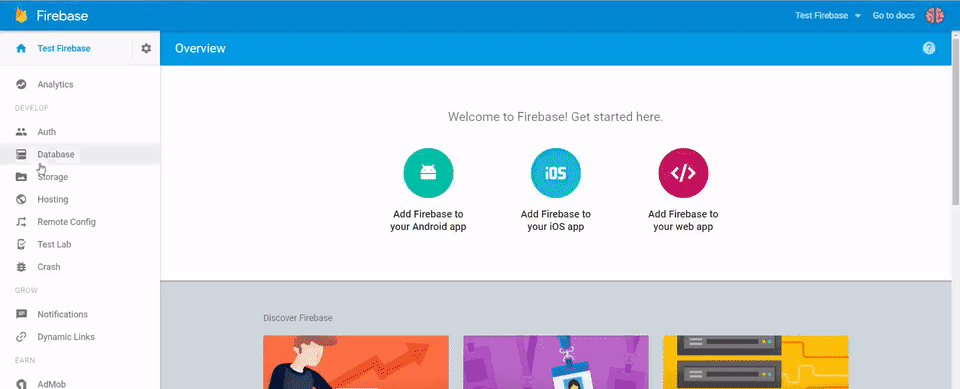 Firebase
Test Firebase
Go to docs
Test Firebase
Overview
?
Analytics
DEVELOP
Auth
Database
Storage
Hosting
Remote Config
Test Lab
Crash
GROW
Notifications
Dynamic Links
EARN
AdMob
Welcome to Firebase! Get started here.
iOS
</>
Add Firebase to
your Android app
Add Firebase to
your iOS app
Add Firebase to
your web app
Discover Firebase